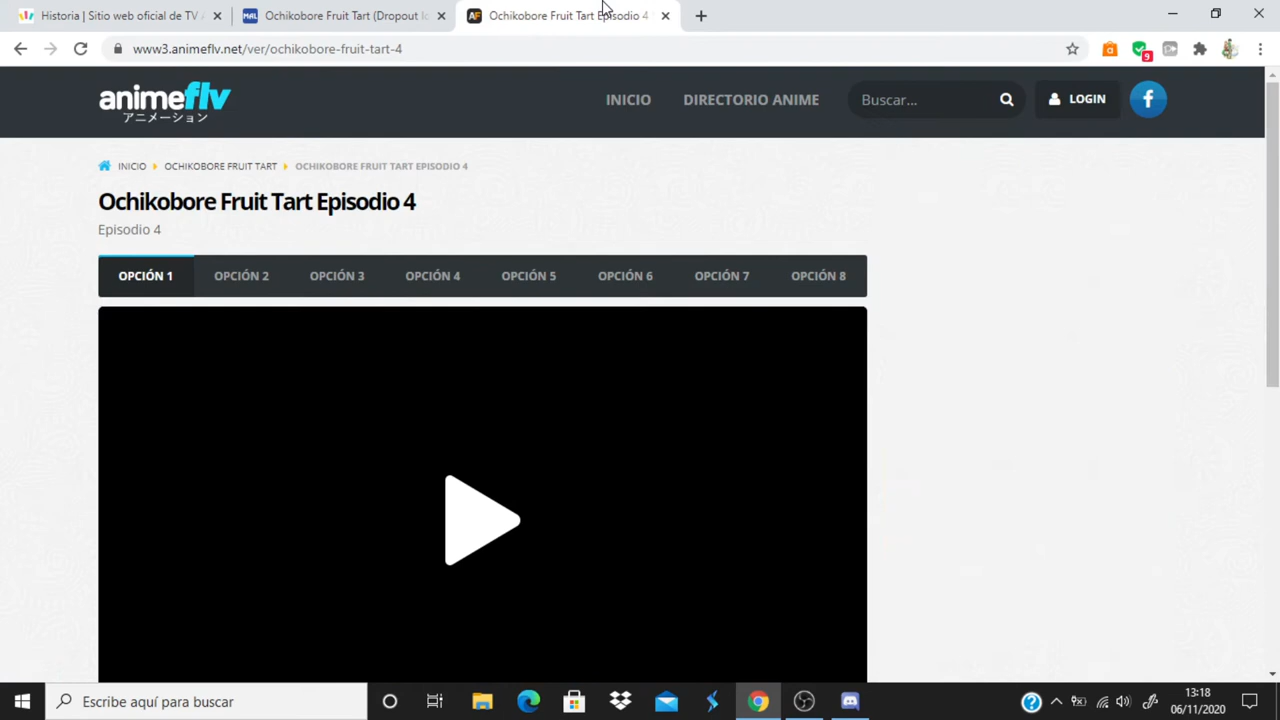 Historia | Sitio web oficial de TV A
Ochikobore Fruit Tart (Dropout Id
AF
Ochikobore Fruit Tart Episodio 4
MAL
www3.animeflv.net/ver/ochikobore-fruit-tart-4
9
animeflv
アニメーション
INICIO
DIRECTORIO ANIME
Buscar...
LOGIN
INICIO OCHIKOBORE FRUIT TART OCHIKOBORE FRUIT TART EPISODIO 4
Ochikobore Fruit Tart Episodio 4
Episodio 4
OPCIÓN 1 OPCIÓN 2 OPCIÓN 3 OPCIÓN 4 OPCIÓN 5 OPCIÓN 6 OPCIÓN 7 OPCIÓN 8
Escribe aquí para buscar
13:18
06/11/2020